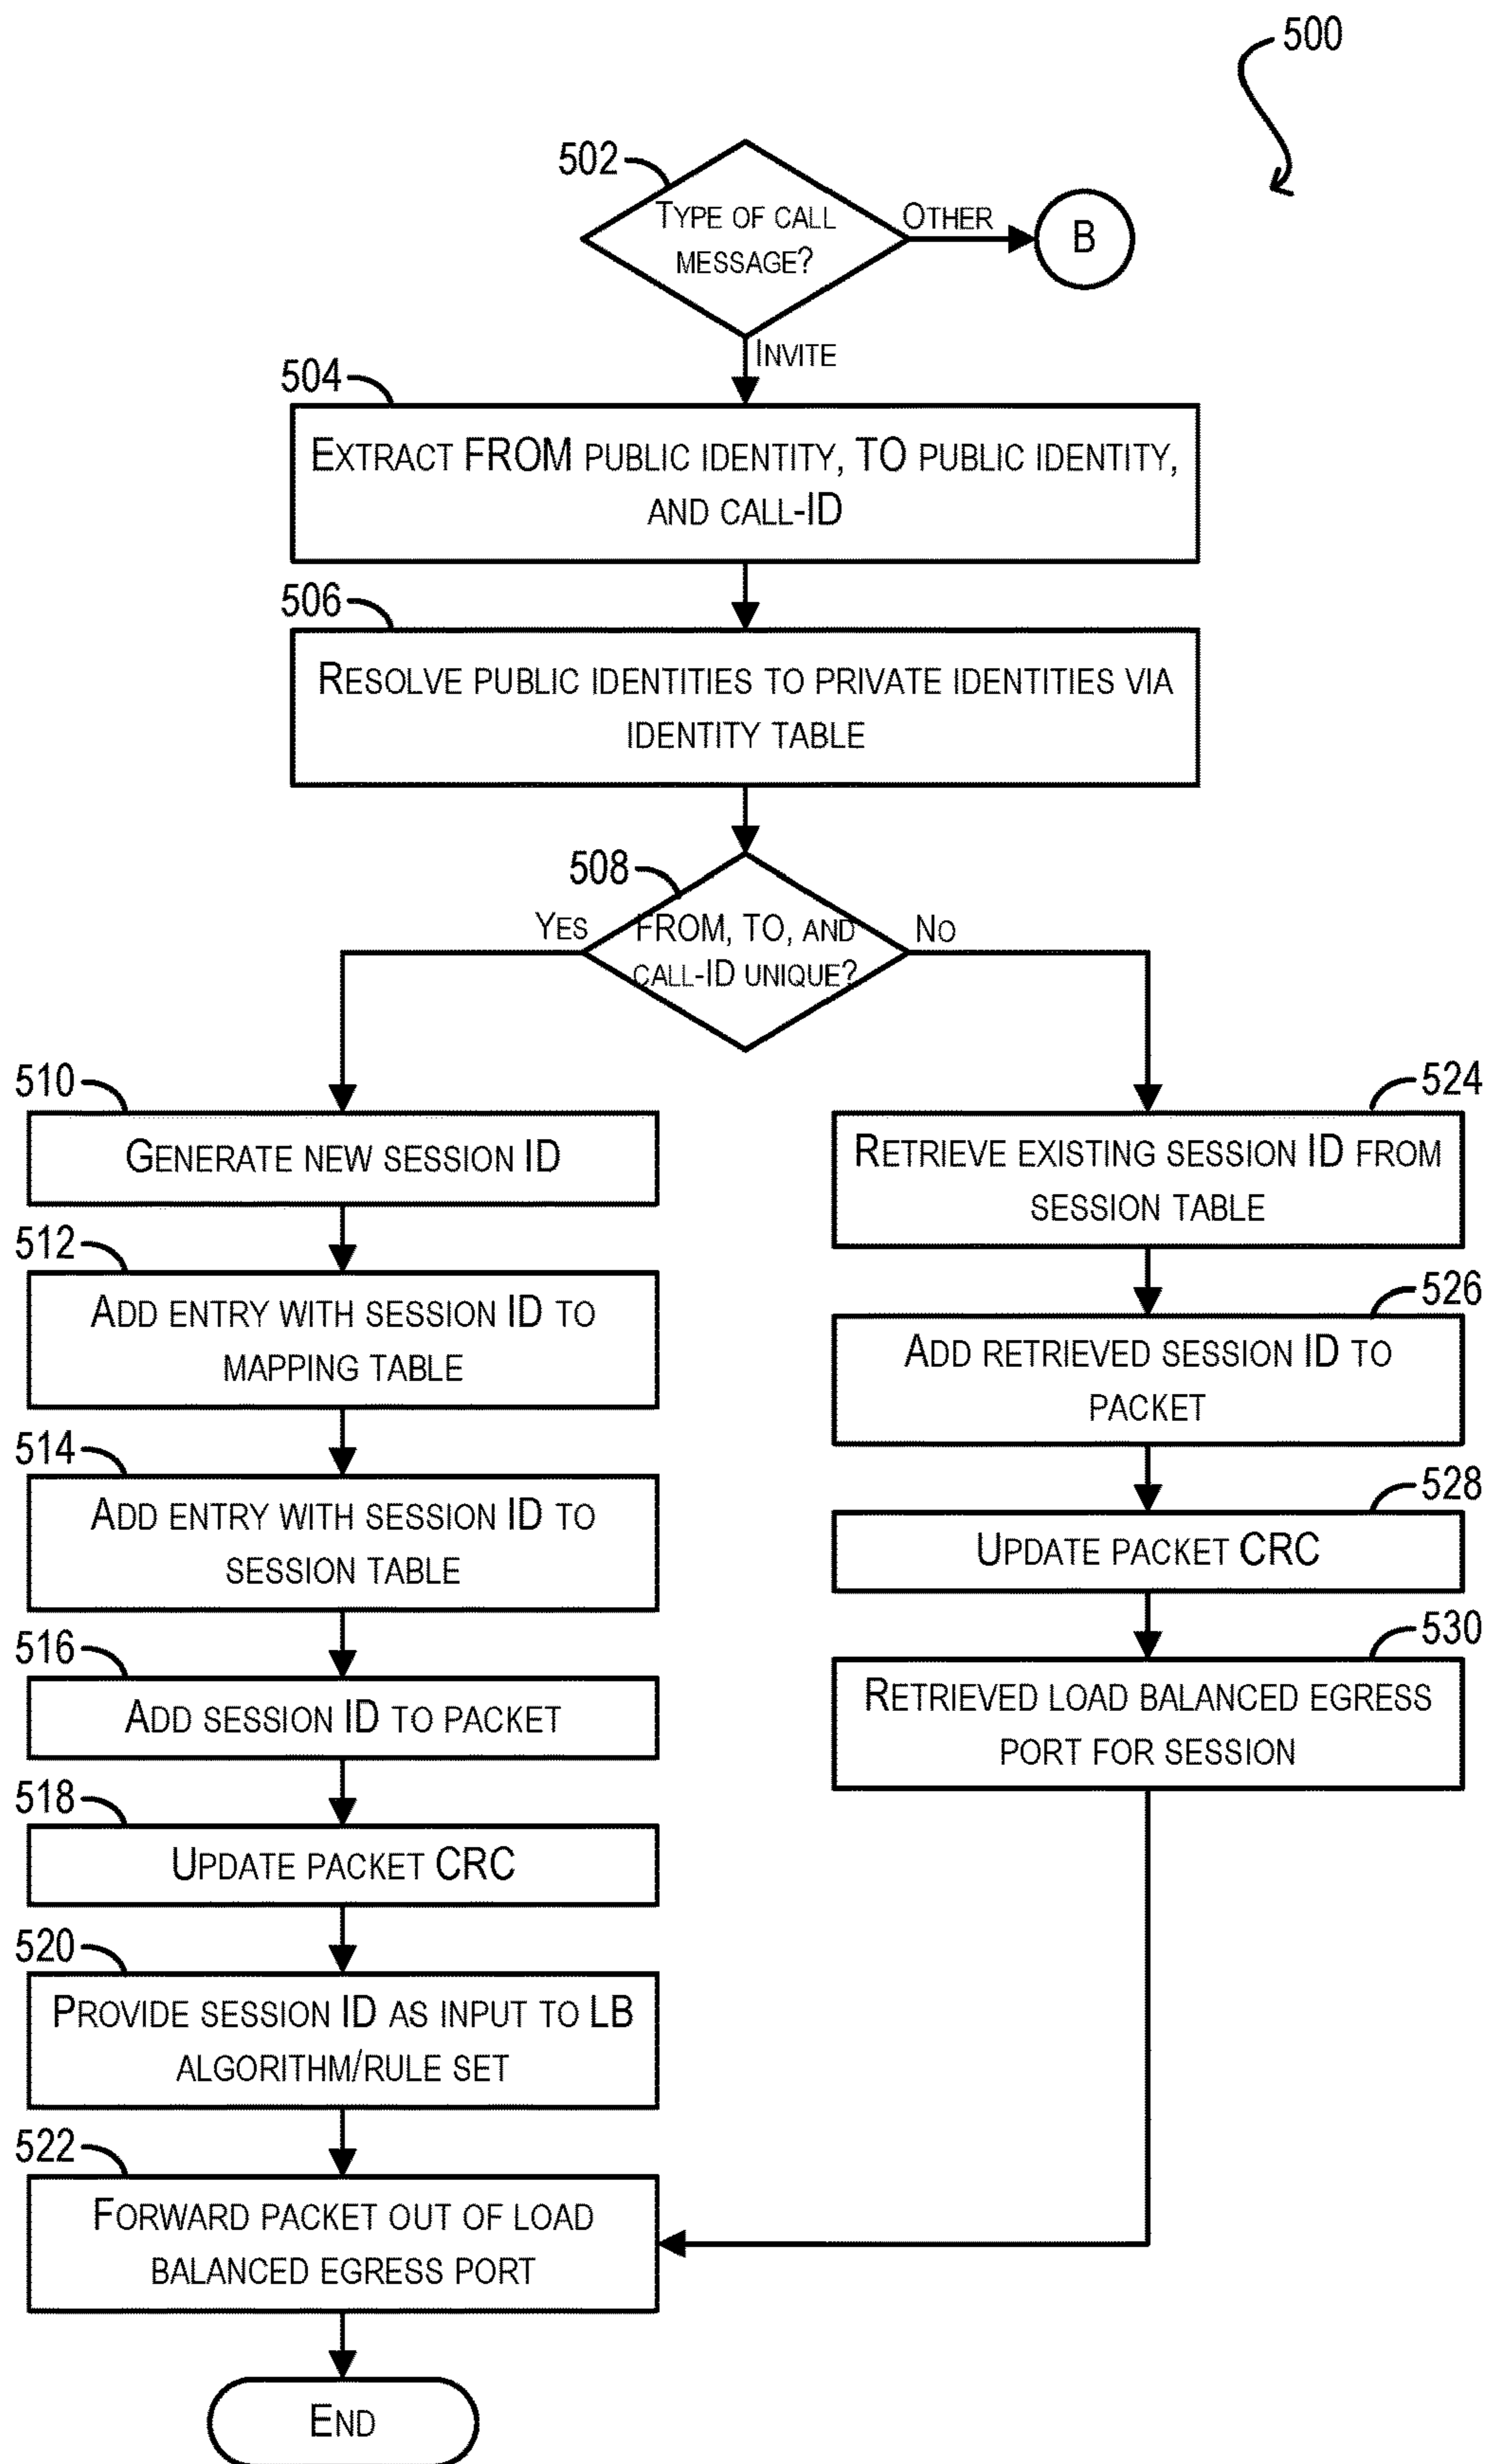 500
502
Type of call
message?
Other
B
Invite
504
Extract FROM public identity, TO public identity,
and call-ID
506
Resolve public identities to private identities via
identity table
508
Yes
FROM, TO, and
call-ID unique?
No
510
Generate new session ID
512
Add entry with session ID to
mapping table
514
Add entry with session ID to
session table
516
Add session ID to packet
518
Update packet CRC
520
Provide session ID as input to LB
algorithm/rule set
522
Forward packet out of load
balanced egress port
End
524
Retrieve existing session ID from
session table
526
Add retrieved session ID to
packet
528
Update packet CRC
530
Retrieved load balanced egress
port for session